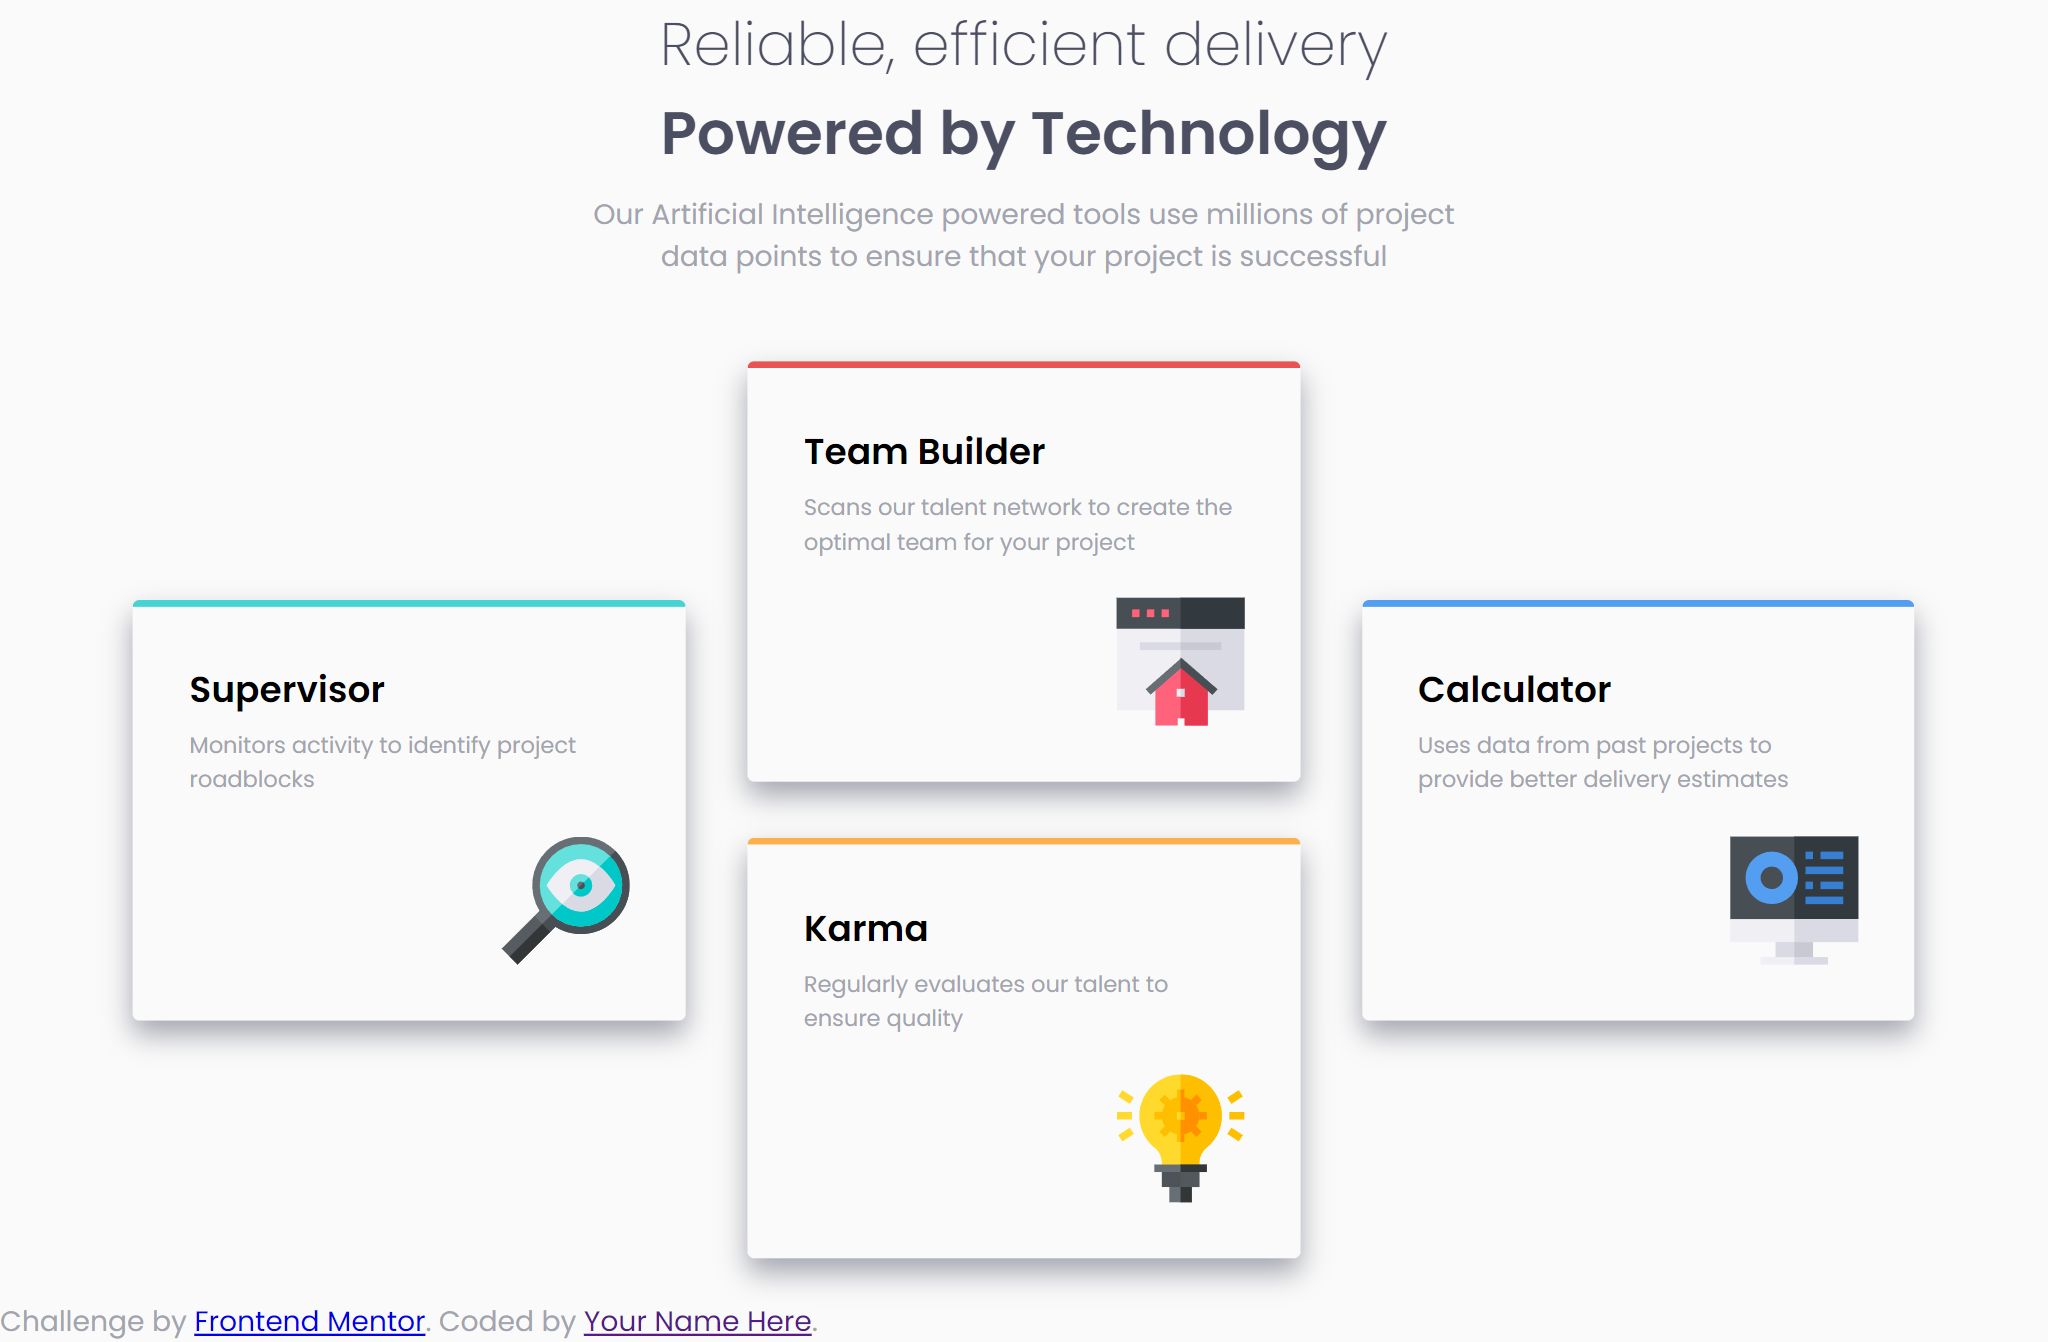 Reliable, efficient delivery
Powered by Technology
Our Artificial Intelligence powered tools use millions of project
data points to ensure that your project is successful
Supervisor
Monitors activity to identify project
roadblocks
Team Builder
Scans our talent network to create the
optimal team for your project
Karma
Regularly evaluates our talent to
ensure quality
Calculator
Uses data from past projects to
provide better delivery estimates
Challenge by Frontend Mentor. Coded by Your Name Here.